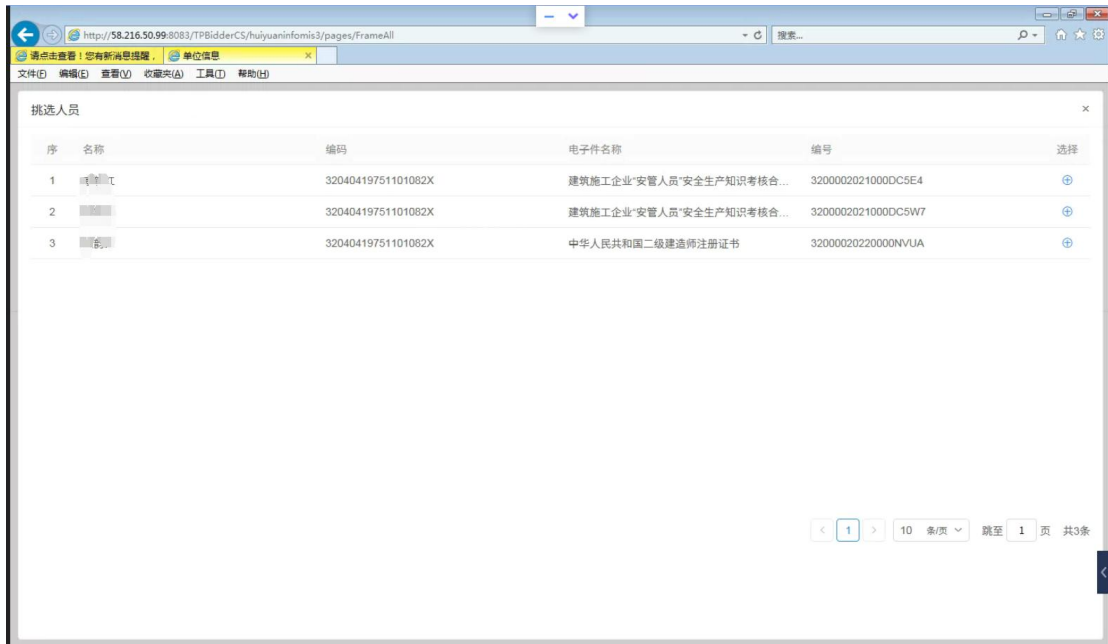 http://58.216.50.99:8083/TPBidderCS/huiyuaninfomis3/pages/FrameAll
搜索...
请点击查看！您有新消息提醒，
单位信息
文件(F) 编辑(E) 查看(V) 收藏夹(A) 工具(T) 帮助(H)
挑选人员
序 名称 编码 电子件名称 编号 选择
1 32040419751101082X 建筑施工企业“安管人员”安全生产知识考核合... 3200002021000DC5E4
2 32040419751101082X 建筑施工企业“安管人员”安全生产知识考核合... 3200002021000DC5W7
3 32040419751101082X 中华人民共和国二级建造师注册证书 32000020220000NVUA
1 10 条/页 跳至 1 页 共3条